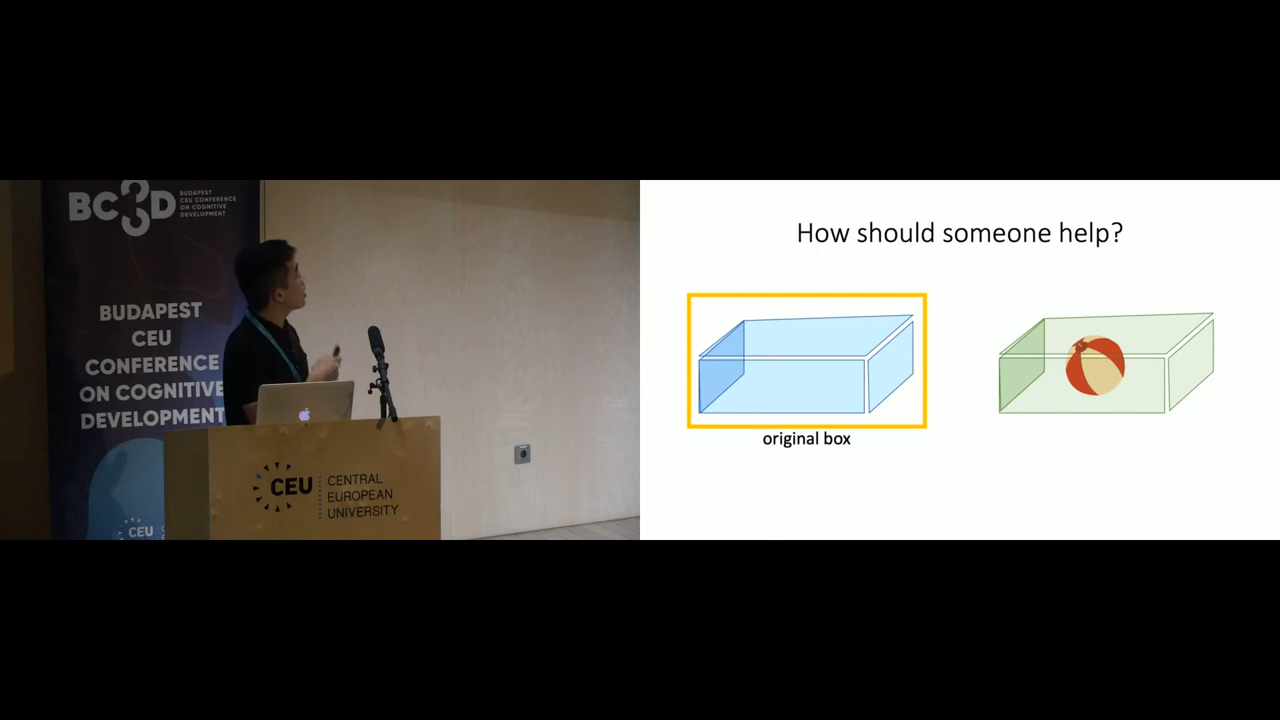 BC3D
BUDAPEST
CEU CONFERENCE
ON COGNITIVE
DEVELOPMENT
BUDAPEST
CEU
CONFERENCE
ON COGNITIVE
DEVELOPMENT
CEU
CEU
CENTRAL
EUROPEAN
UNIVERSITY
How should someone help?
original box